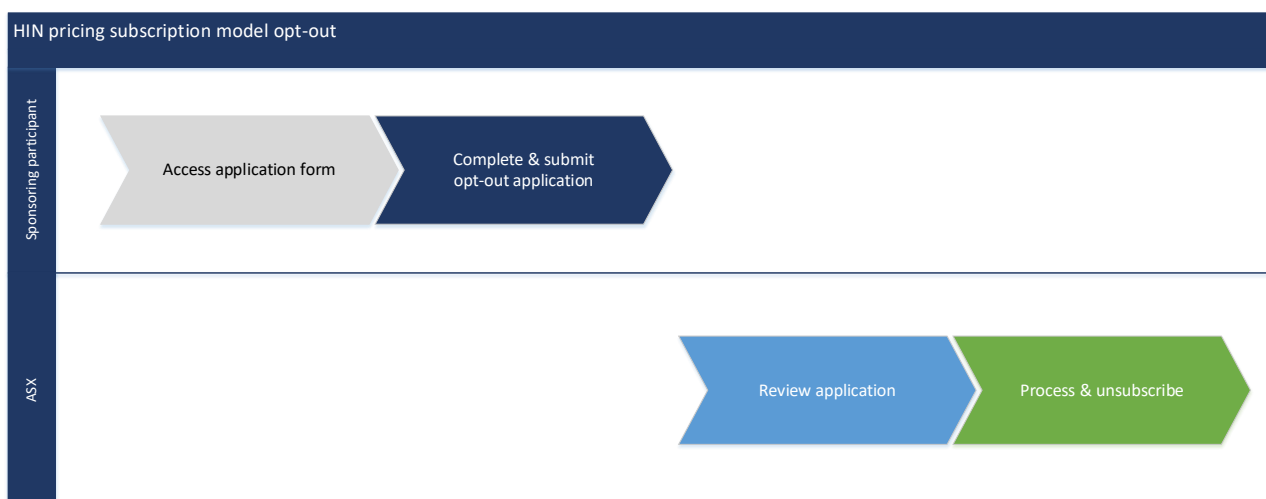 HIN pricing subscription model opt-out
Sponsoring participant
Access application form
Complete & submit
opt-out application
ASX
Review application
Process & unsubscribe